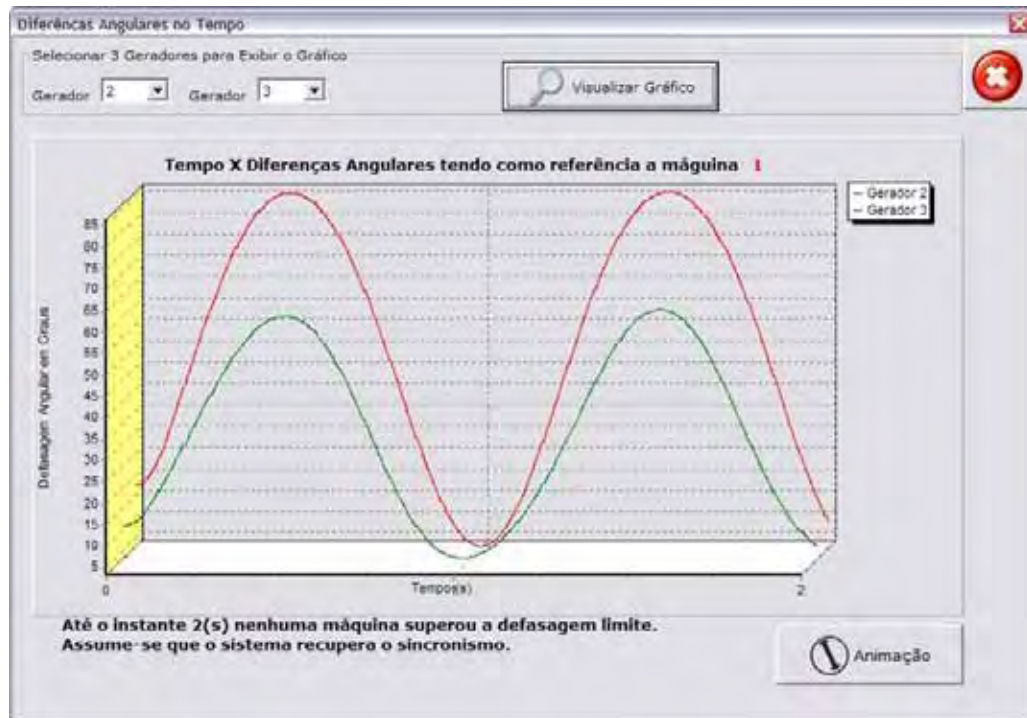 Diferêncas Angulares no Tempo
Selecionar 3 Geradores para Exibir o Gráfico
Gerador 2 Gerador 3
Visualizar Gráfico
Tempo X Diferenças Angulares tendo como referência a máquina 1
Gerador 2
Gerador 3
Defasagem Angular em Graus
85
80
75
70
65
60
55
50
45
40
35
30
25
20
15
10
5
0 2
Tempo(s)
Até o instante 2(s) nenhuma máquina superou a defasagem limite.
Assume-se que o sistema recupera o sincronismo.
Animação